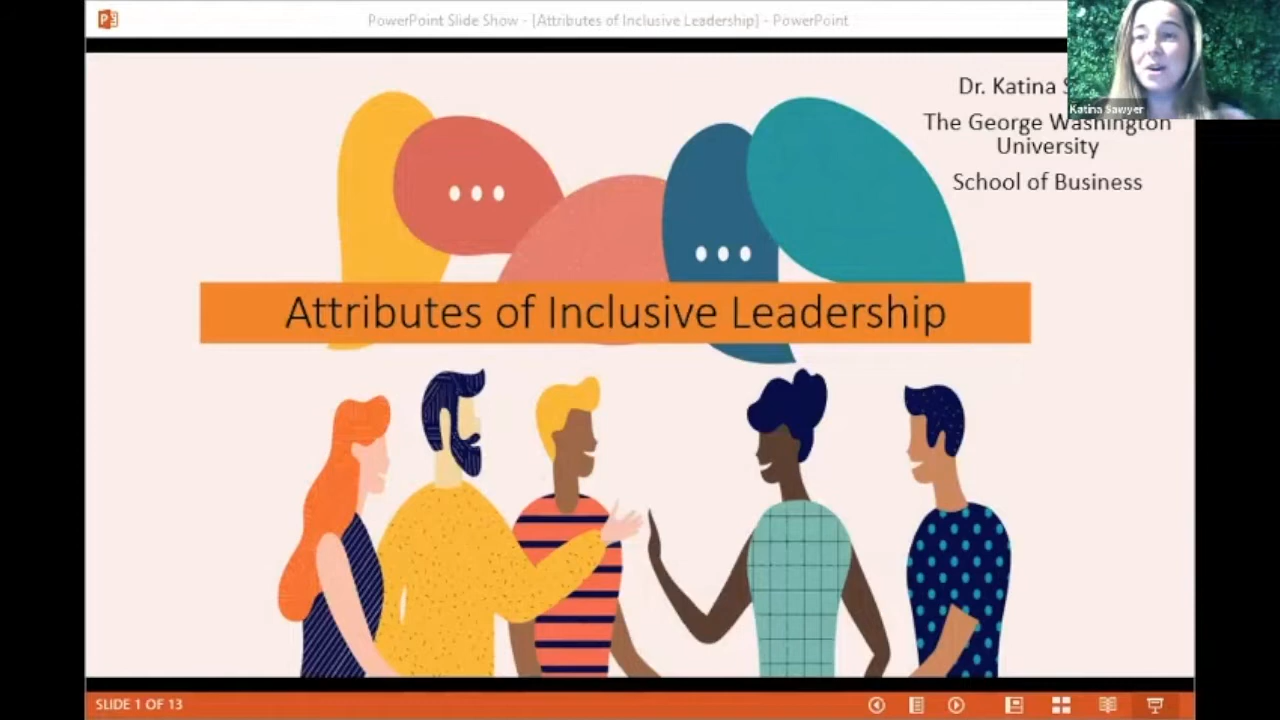 PowerPoint Slide Show - [Attributes of Inclusive Leadership] - PowerPoint
Dr. Katina S
Katina Sawyer
The George Washington
University
School of Business
Attributes of Inclusive Leadership
SLIDE 1 OF 13